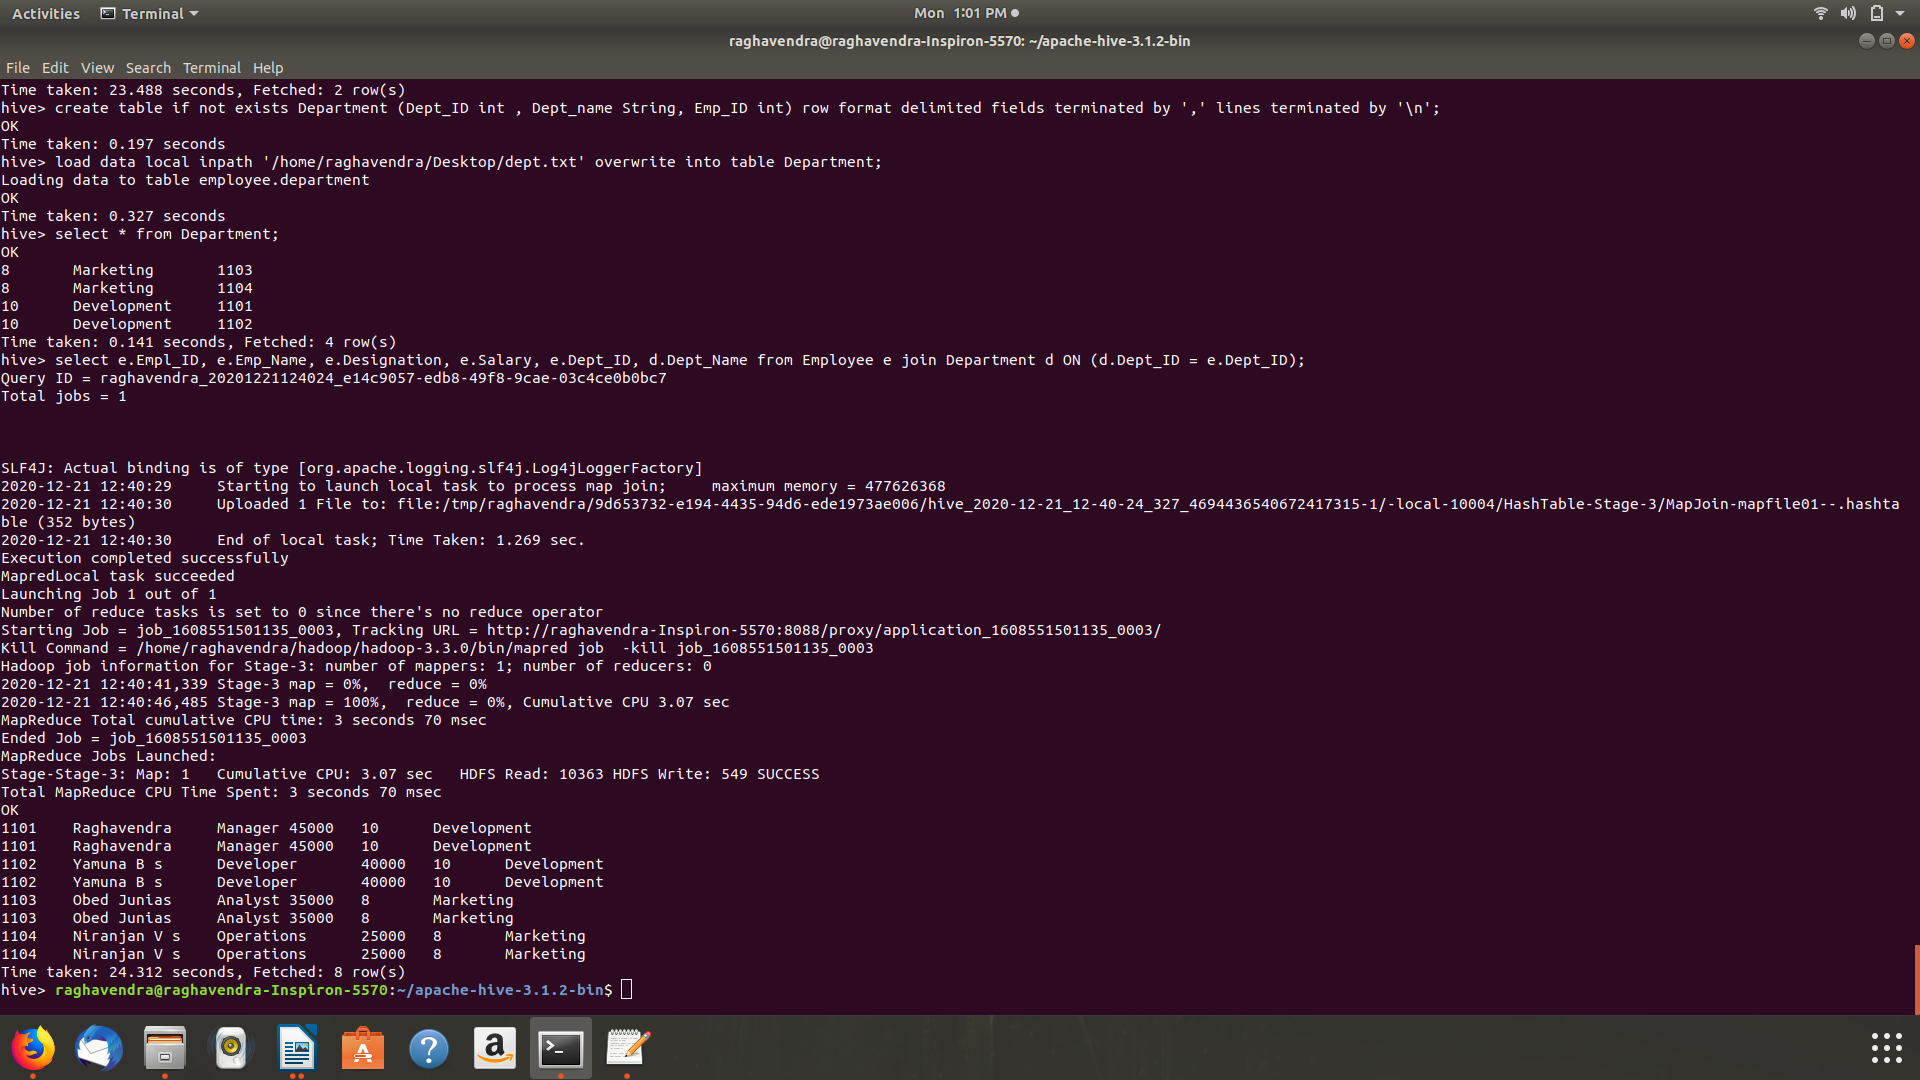 Activities Terminal Mon 1:01 PM
raghavendra@raghavendra-Inspiron-5570: ~/apache-hive-3.1.2-bin
File Edit View Search Terminal Help
Time taken: 23.488 seconds, Fetched: 2 row(s)
hive> create table if not exists Department (Dept_ID int , Dept_name String, Emp_ID int) row format delimited fields terminated by ',' lines terminated by '\n';
OK
Time taken: 0.197 seconds
hive> load data local inpath '/home/raghavendra/Desktop/dept.txt' overwrite into table Department;
Loading data to table employee.department
OK
Time taken: 0.327 seconds
hive> select * from Department;
OK
8 Marketing 1103
8 Marketing 1104
10 Development 1101
10 Development 1102
Time taken: 0.141 seconds, Fetched: 4 row(s)
hive> select e.Empl_ID, e.Emp_Name, e.Designation, e.Salary, e.Dept_ID, d.Dept_Name from Employee e join Department d ON (d.Dept_ID = e.Dept_ID);
Query ID = raghavendra_20201221124024_e14c9057-edb8-49f8-9cae-03c4ce0b0bc7
Total jobs = 1
SLF4J: Actual binding is of type [org.apache.logging.slf4j.Log4jLoggerFactory]
2020-12-21 12:40:29 Starting to launch local task to process map join; maximum memory = 477626368
2020-12-21 12:40:30 Uploaded 1 File to: file:/tmp/raghavendra/9d653732-e194-4435-94d6-ede1973ae006/hive_2020-12-21_12-40-24_327_4694436540672417315-1/-local-10004/HashTable-Stage-3/MapJoin-mapfile01--.hashta
ble (352 bytes)
2020-12-21 12:40:30 End of local task; Time Taken: 1.269 sec.
Execution completed successfully
MapredLocal task succeeded
Launching Job 1 out of 1
Number of reduce tasks is set to 0 since there's no reduce operator
Starting Job = job_1608551501135_0003, Tracking URL = http://raghavendra-Inspiron-5570:8088/proxy/application_1608551501135_0003/
Kill Command = /home/raghavendra/hadoop/hadoop-3.3.0/bin/mapred job  -kill job_1608551501135_0003
Hadoop job information for Stage-3: number of mappers: 1; number of reducers: 0
2020-12-21 12:40:41,339 Stage-3 map = 0%,  reduce = 0%
2020-12-21 12:40:46,485 Stage-3 map = 100%,  reduce = 0%, Cumulative CPU 3.07 sec
MapReduce Total cumulative CPU time: 3 seconds 70 msec
Ended Job = job_1608551501135_0003
MapReduce Jobs Launched:
Stage-Stage-3: Map: 1   Cumulative CPU: 3.07 sec   HDFS Read: 10363 HDFS Write: 549 SUCCESS
Total MapReduce CPU Time Spent: 3 seconds 70 msec
OK
1101 Raghavendra Manager 45000 10 Development
1101 Raghavendra Manager 45000 10 Development
1102 Yamuna B s Developer 40000 10 Development
1102 Yamuna B s Developer 40000 10 Development
1103 Obed Junias Analyst 35000 8 Marketing
1103 Obed Junias Analyst 35000 8 Marketing
1104 Niranjan V s Operations 25000 8 Marketing
1104 Niranjan V s Operations 25000 8 Marketing
Time taken: 24.312 seconds, Fetched: 8 row(s)
hive> raghavendra@raghavendra-Inspiron-5570:~/apache-hive-3.1.2-bin$